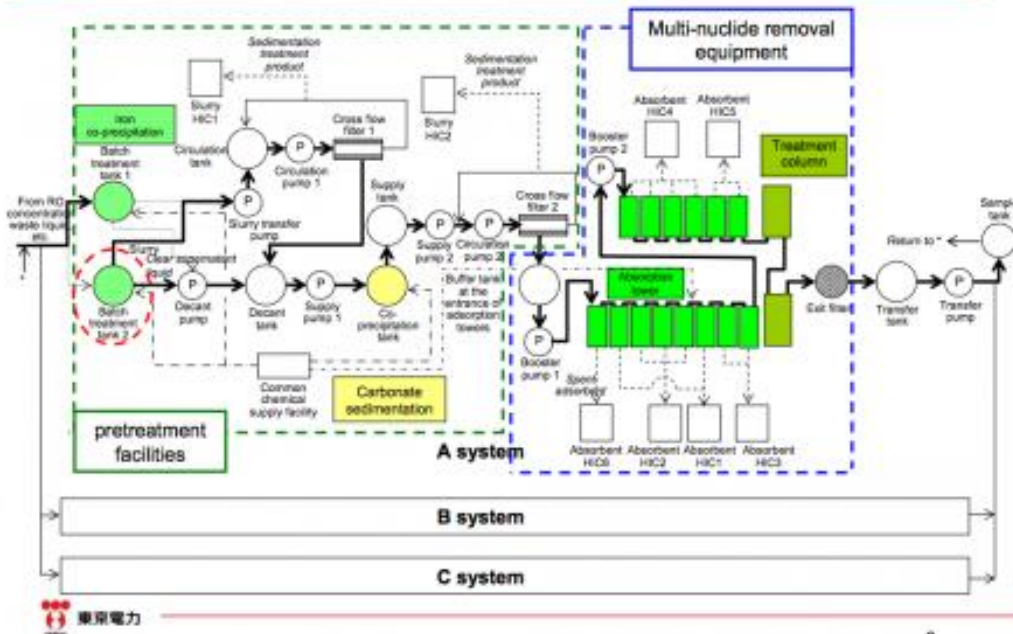 Multi-nuclide removal
equipment
Sedimentation
treatment
product
Sedimentation
treatment
product
Slurry
HIC1
Slurry
HIC2
Absorbent
HIC4
Absorbent
HIC5
Iron
co-precipitation
Batch
treatment
tank 1
Circulation
tank
P
Circulation
pump 1
Cross flow
filter 1
Booster
pump 2
P
Treatment
column
From RO
concentration
waste liquid,
etc.
P
Slurry transfer
pump
Supply
tank
P
Supply
pump 2
P
Circulation
pump 2
Cross flow
filter 2
Sample
tank
Return to *
Slurry
Clear supernatant
liquid
Batch
treatment
tank 2
P
Decant
pump
Decant
tank
P
Supply
pump 1
Co-
precipitation
tank
Buffer tank
at the
entrance of
adsorption
towers
Absorption
tower
P
Booster
pump 1
Exit filter
Transfer
tank
P
Transfer
pump
Common
chemical
supply facility
Carbonate
sedimentation
Spent
adsorbent
pretreatment
facilities
A system
Absorbent
HIC6
Absorbent
HIC2
Absorbent
HIC1
Absorbent
HIC3
B system
C system
東京電力